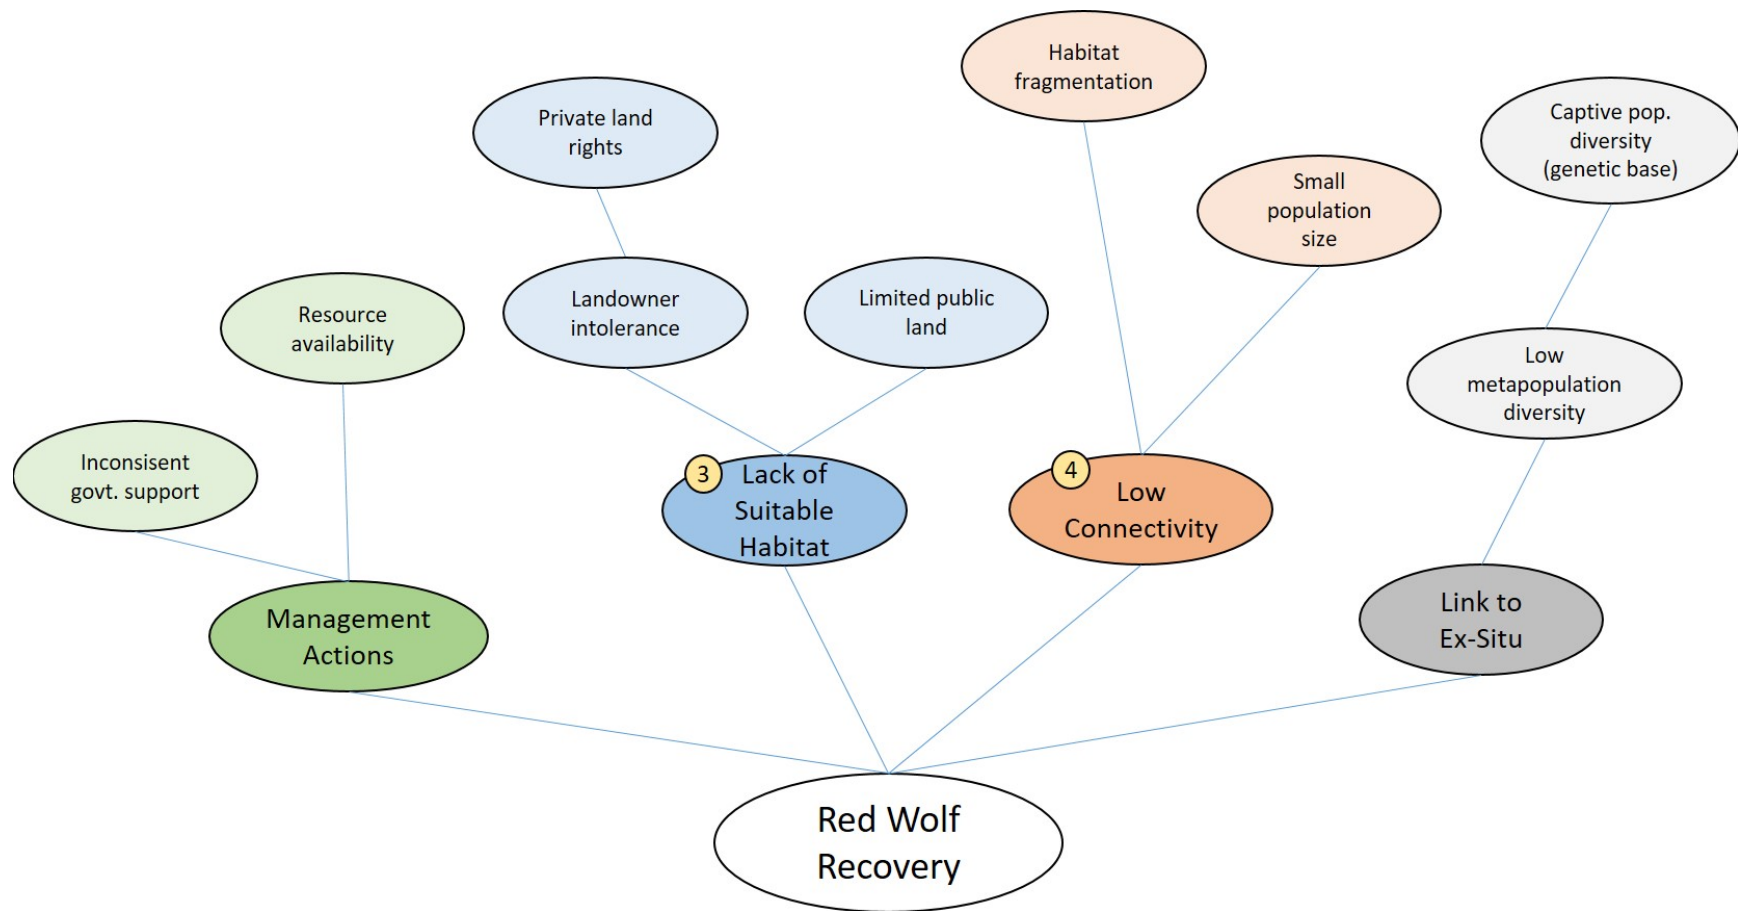 Habitat
fragmentation
Private land
rights
Captive pop.
diversity
(genetic base)
Small
population
size
Landowner
intolerance
Limited public
land
Resource
availability
Low
metapopulation
diversity
Inconsisent
govt. support
3
Lack of
Suitable
Habitat
4
Low
Connectivity
Management
Actions
Link to
Ex-Situ
Red Wolf
Recovery